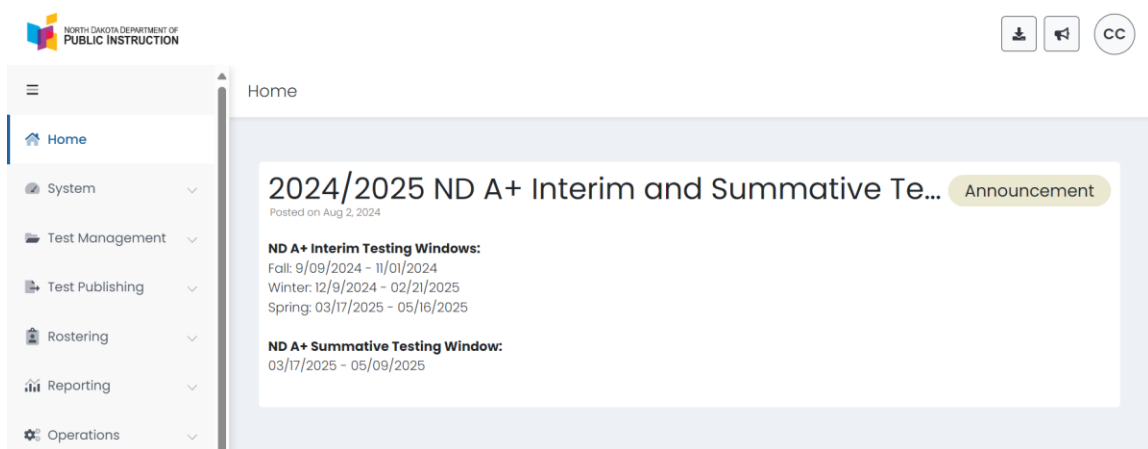 NORTH DAKOTA DEPARTMENT OF
PUBLIC INSTRUCTION
CC
Home
Home
System
Test Management
Test Publishing
Rostering
Reporting
Operations
2024/2025 ND A+ Interim and Summative Te...
Announcement
Posted on Aug 2, 2024
ND A+ Interim Testing Windows:
Fall: 9/09/2024 - 11/01/2024
Winter: 12/9/2024 - 02/21/2025
Spring: 03/17/2025 - 05/16/2025
ND A+ Summative Testing Window:
03/17/2025 - 05/09/2025